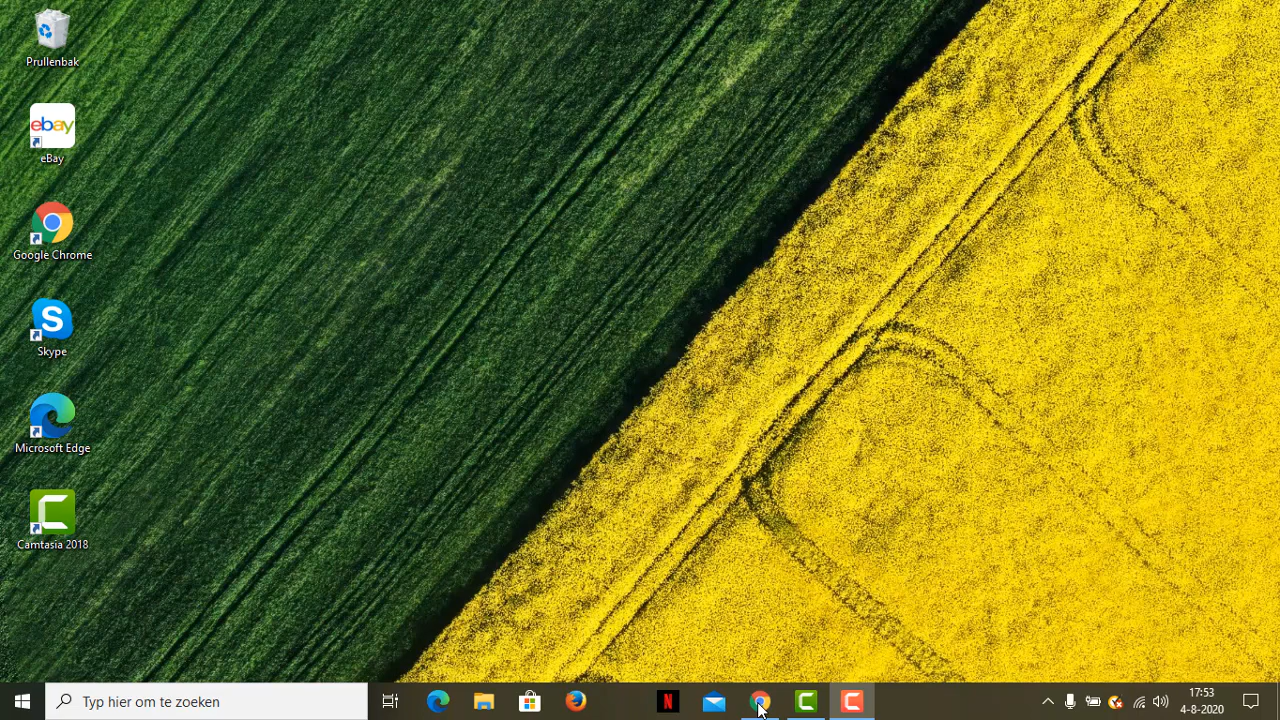 Prullenbak
ebay
eBay
Google Chrome
S
Skype
Microsoft Edge
C
Camtasia 2018
Typ hier om te zoeken
N
C
C
17:53
4-8-2020